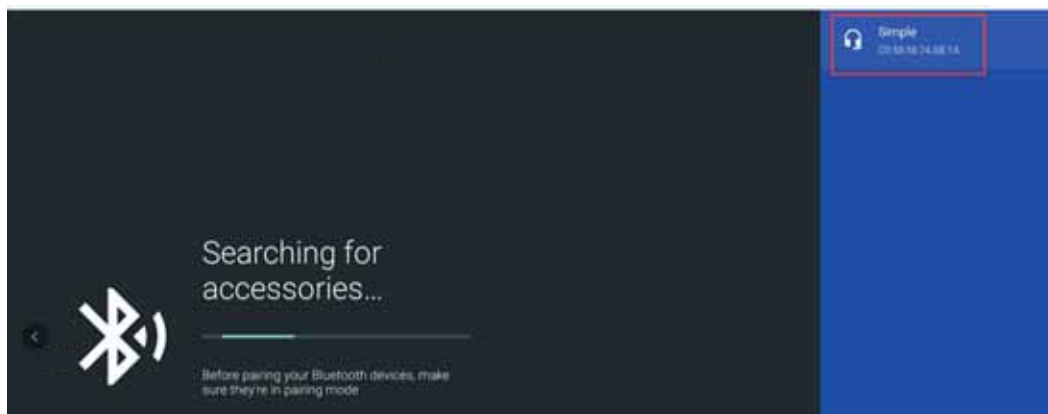 Simple
Searching for
accessories...
Before pairing your Bluetooth devices, make
sure they're in pairing mode